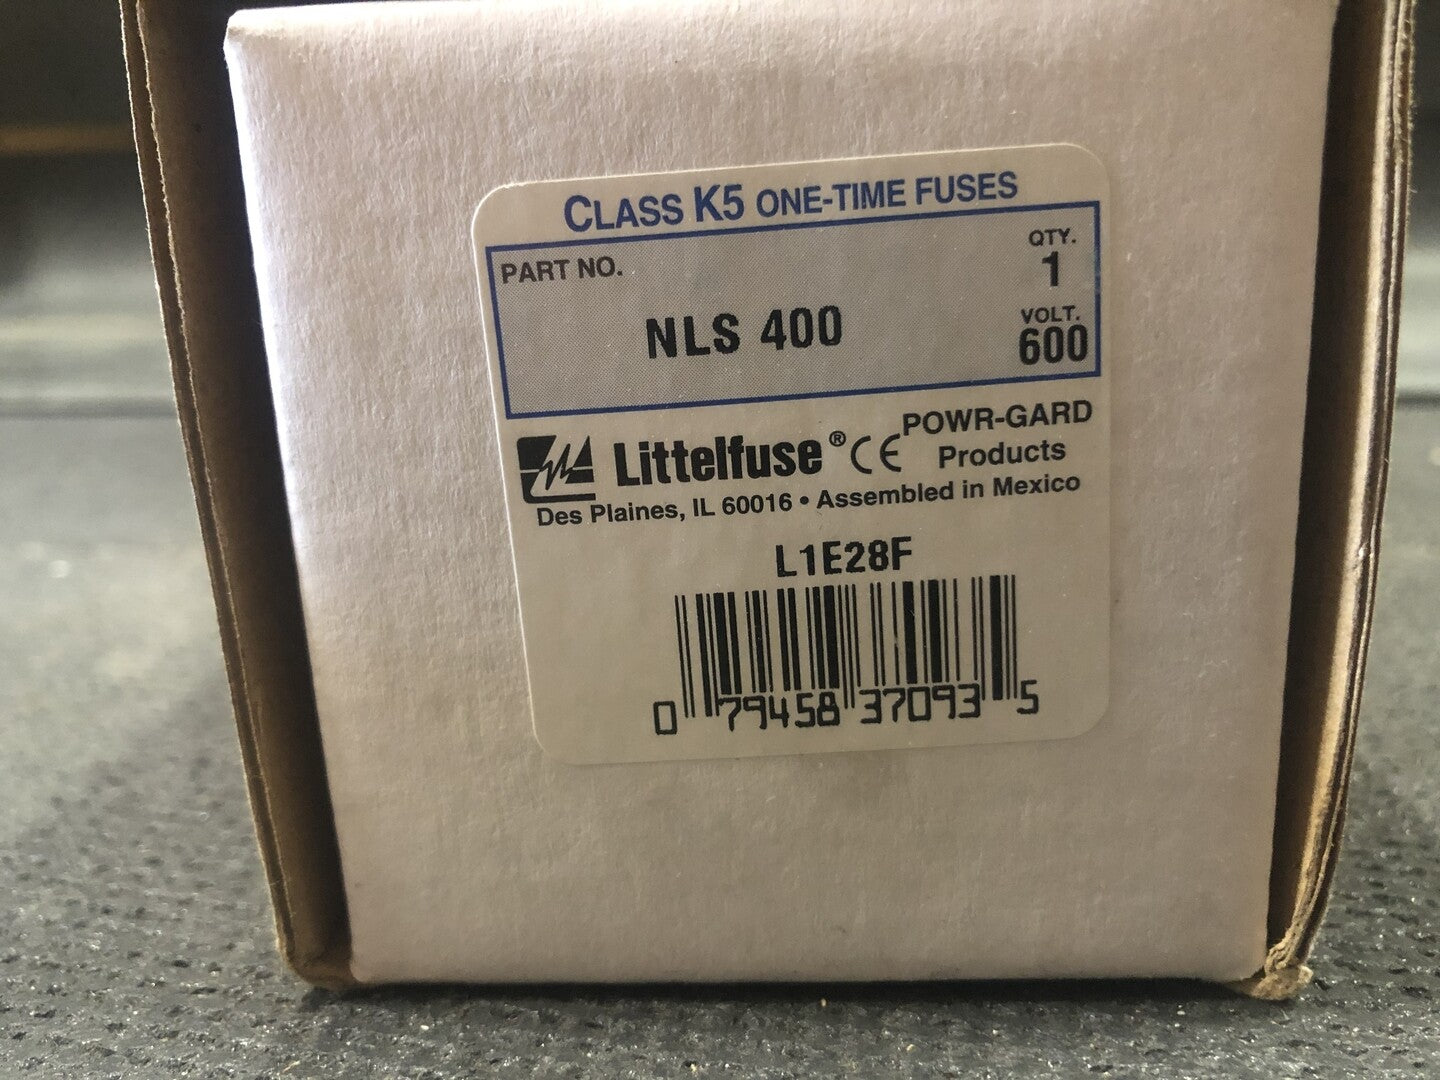 CLASS K5 ONE-TIME FUSES
PART NO.
QTY.
1
NLS 400
VOLT.
600
Littelfuse® CE POWR-GARD
Products
Des Plaines, IL 60016 • Assembled in Mexico
L1E28F
0 79458 37093 5